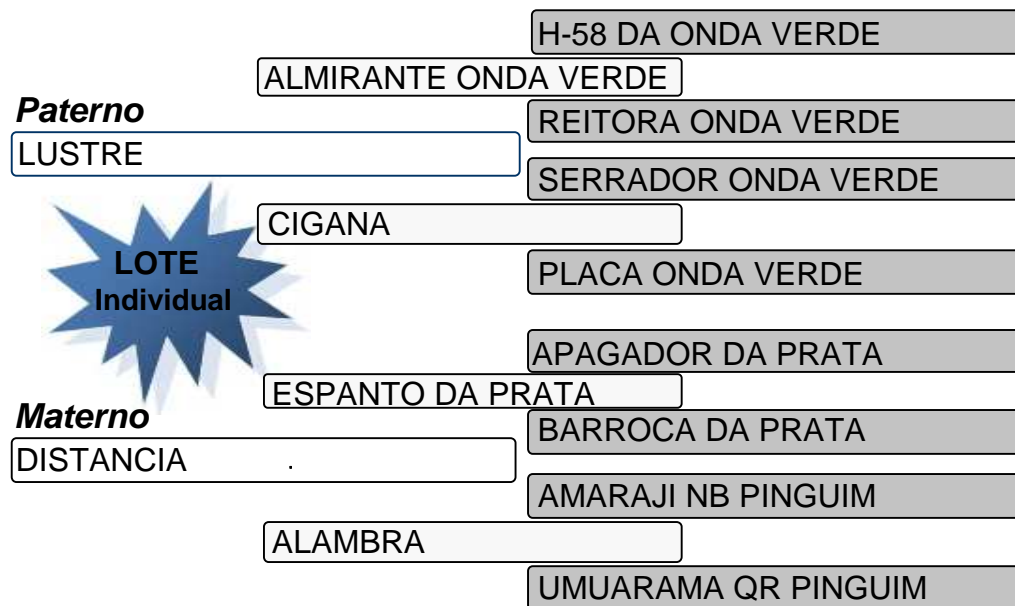 H-58 DA ONDA VERDE
ALMIRANTE ONDA VERDE
Paterno
REITORA ONDA VERDE
LUSTRE
SERRADOR ONDA VERDE
CIGANA
LOTE
Individual
PLACA ONDA VERDE
APAGADOR DA PRATA
ESPANTO DA PRATA
Materno
BARROCA DA PRATA
DISTANCIA .
AMARAJI NB PINGUIM
ALAMBRA
UMUARAMA QR PINGUIM